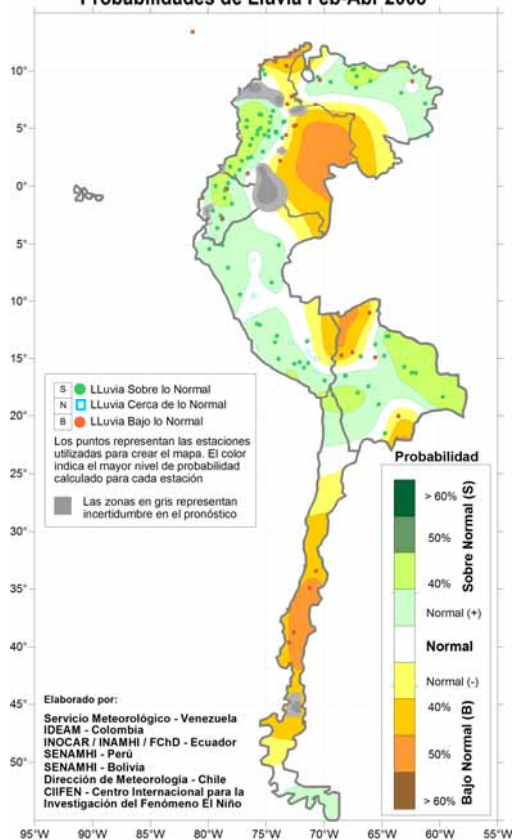 Probabilidades de Lluvia Feb-Abr 2008
10°
5°
0°
5°
10°
15°
20°
25°
30°
35°
40°
45°
50°
95°W
90°W
85°W
80°W
75°W
70°W
65°W
60°W
55°W
S LLuvia Sobre lo Normal
N LLuvia Cerca de lo Normal
B LLuvia Bajo lo Normal
Los puntos representan las estaciones
utilizadas para crear el mapa. El color
indica el mayor nivel de probabilidad
calculado para cada estación
Las zonas en gris representan
incertidumbre en el pronóstico
Probabilidad
> 60%
50%
40%
Normal (+)
Normal
Normal (-)
40%
50%
> 60%
Sobre Normal (S)
Bajo Normal (B)
Elaborado por:
Servicio Meteorológico - Venezuela
IDEAM - Colombia
INOCAR / INAMHI / FChD - Ecuador
SENAMHI - Perú
SENAMHI - Bolivia
Dirección de Meteorología - Chile
CIIFEN - Centro Internacional para la
Investigación del Fenómeno El Niño